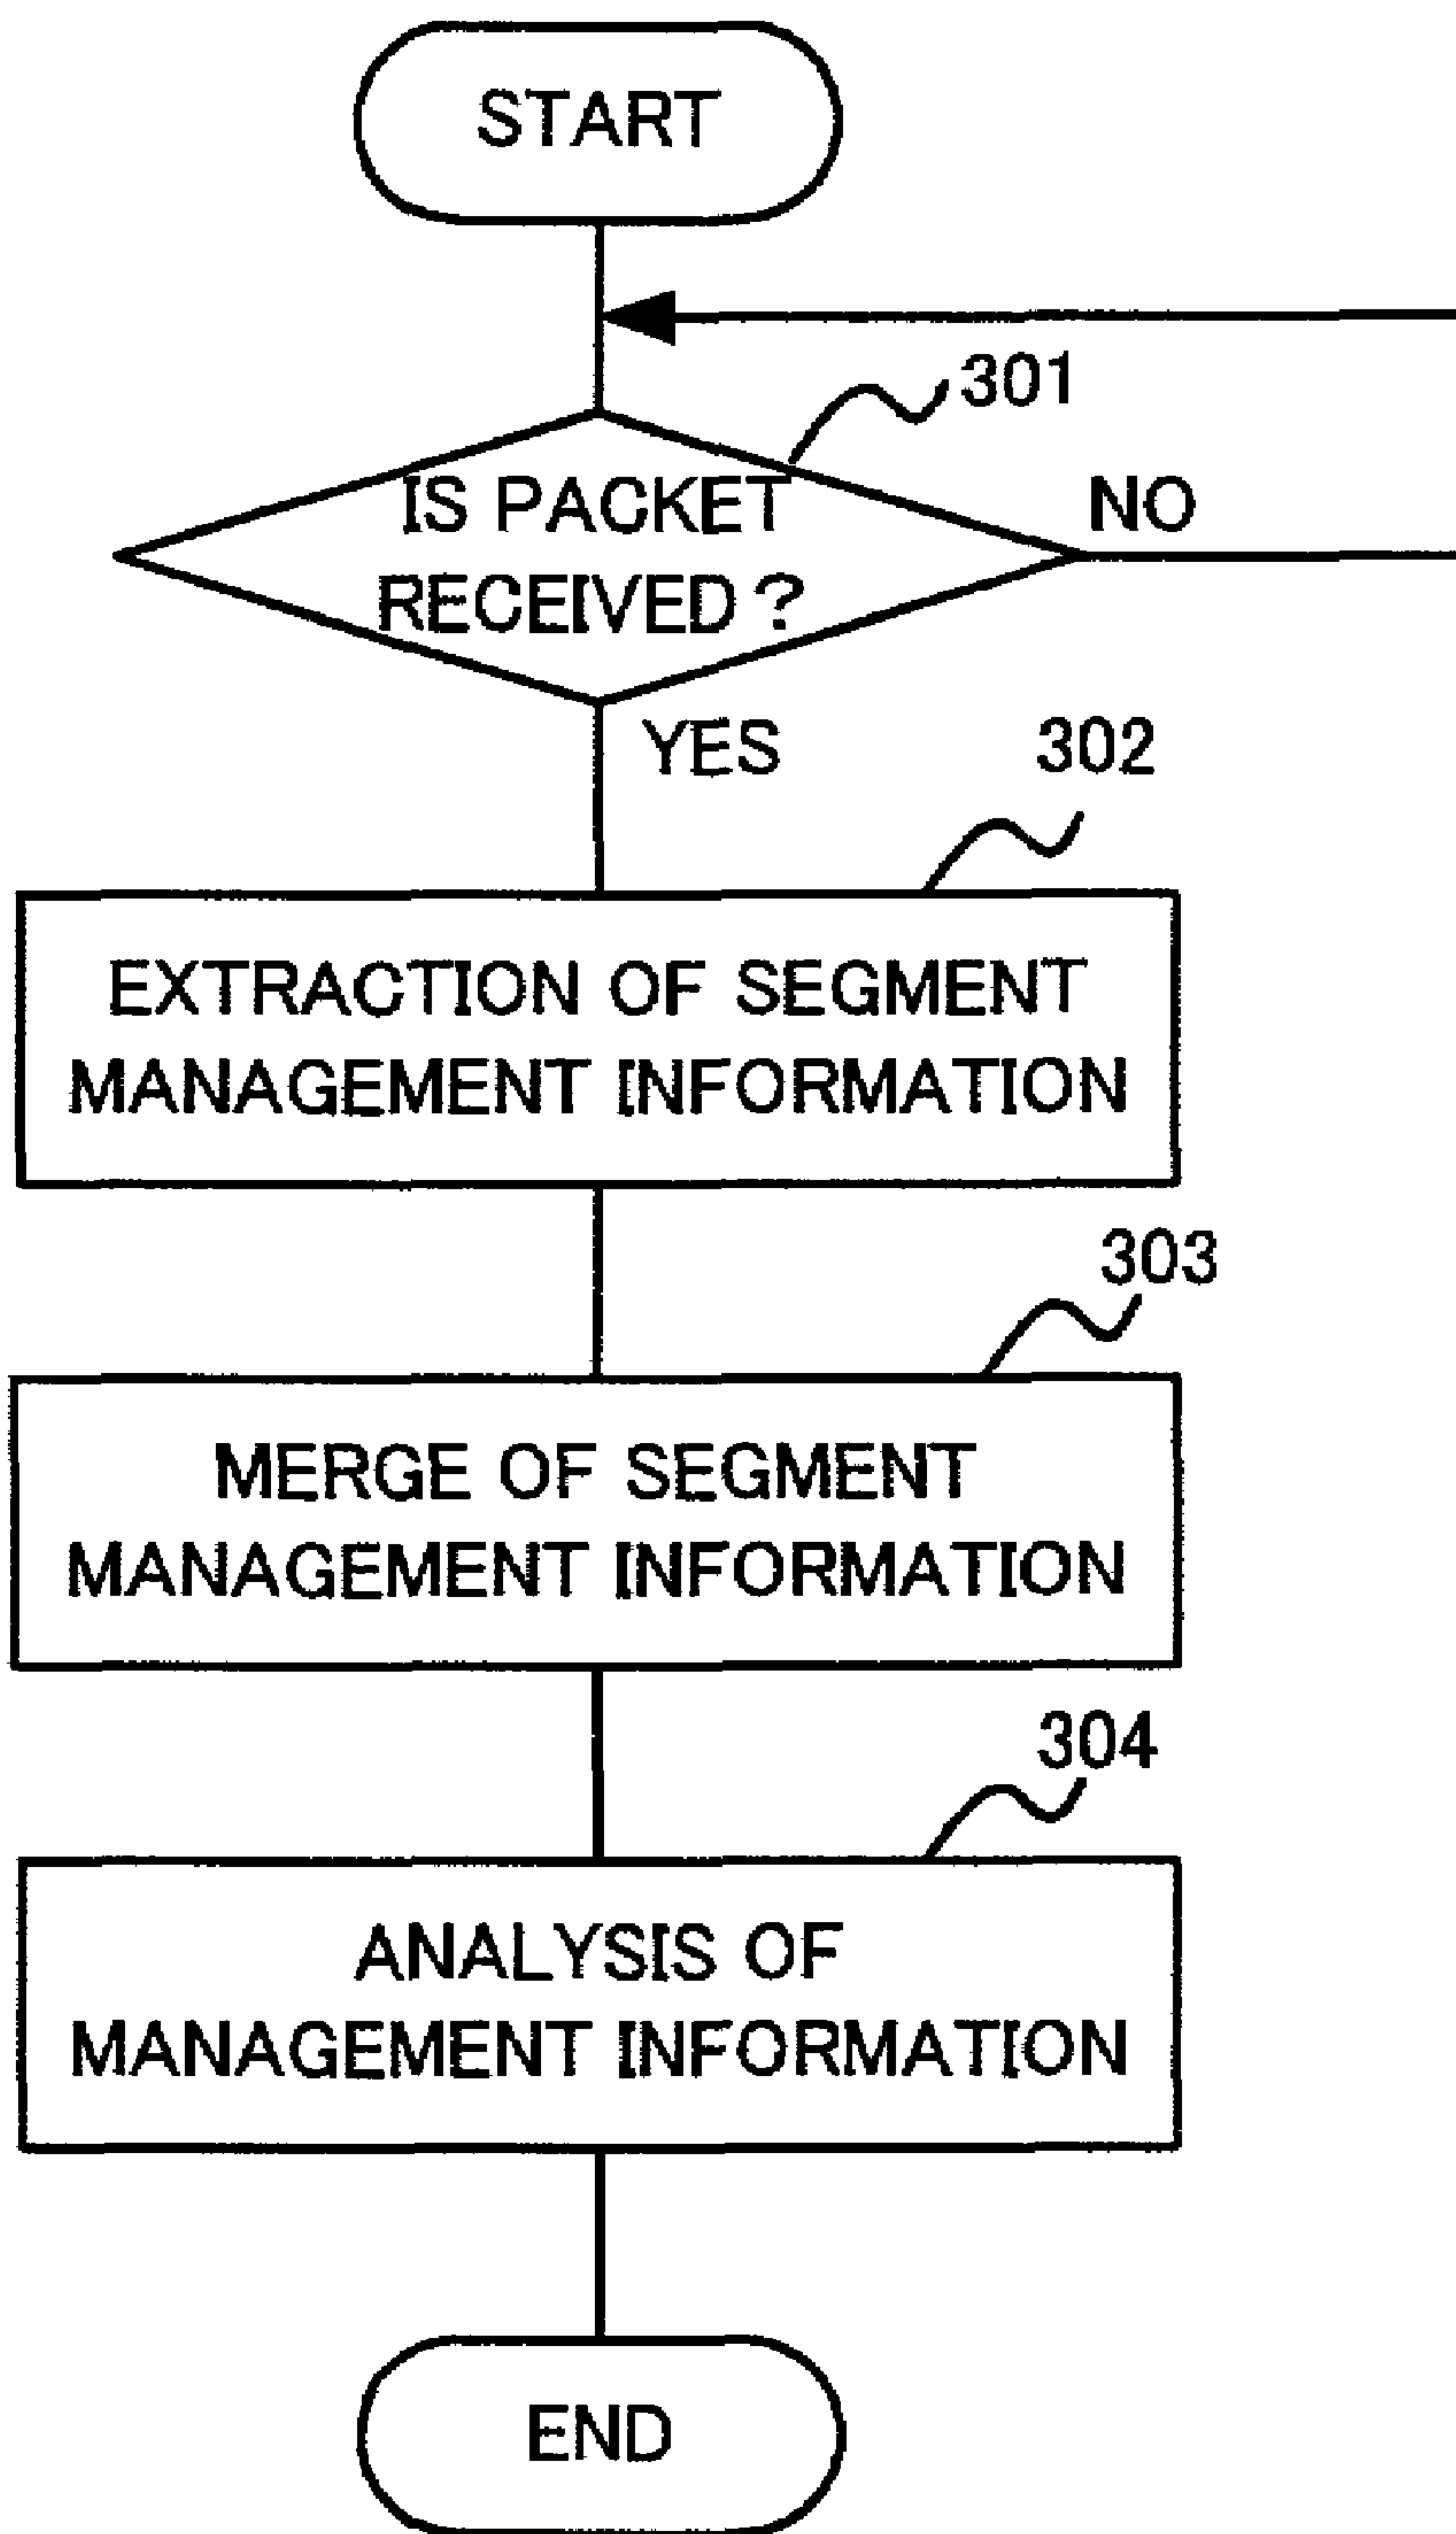 START
301
IS PACKET
RECEIVED?
NO
YES
302
EXTRACTION OF SEGMENT
MANAGEMENT INFORMATION
303
MERGE OF SEGMENT
MANAGEMENT INFORMATION
304
ANALYSIS OF
MANAGEMENT INFORMATION
END